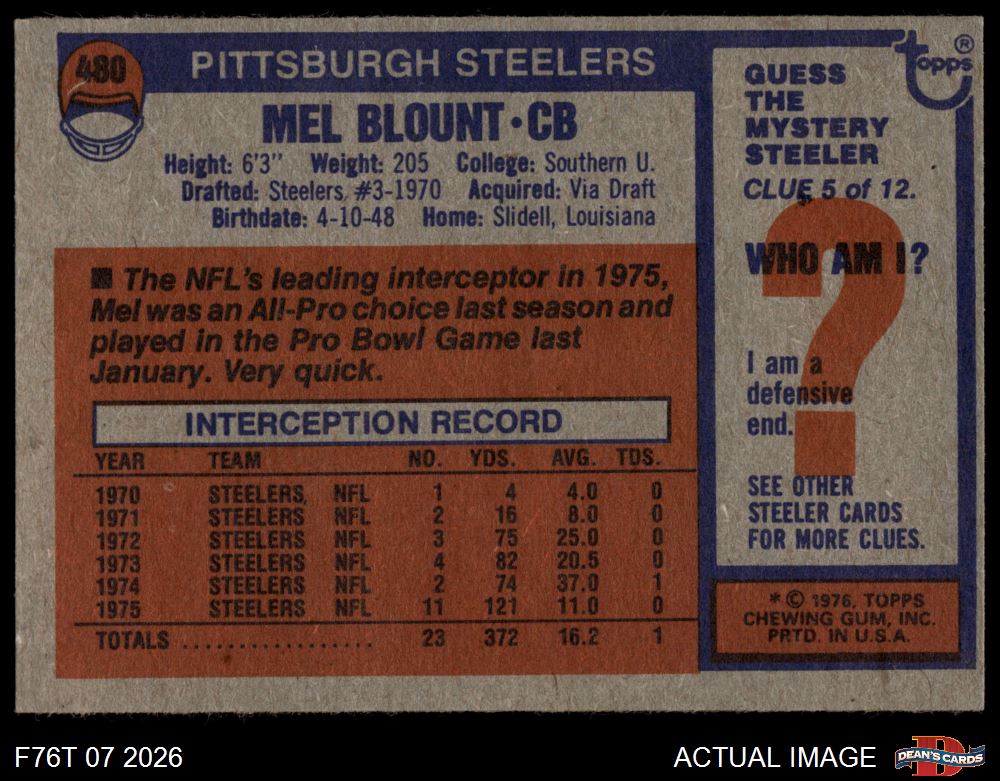 480
PITTSBURGH STEELERS
MEL BLOUNT•CB
Height: 6'3" Weight: 205 College: Southern U.
Drafted: Steelers, #3-1970 Acquired: Via Draft
Birthdate: 4-10-48 Home: Slidell, Louisiana
■ The NFL's leading interceptor in 1975,
Mel was an All-Pro choice last season and
played in the Pro Bowl Game last
January. Very quick.
INTERCEPTION RECORD
YEAR TEAM NO. YDS. AVG. TDS.
1970 STEELERS, NFL 1 4 4.0 0
1971 STEELERS NFL 2 16 8.0 0
1972 STEELERS NFL 3 75 25.0 0
1973 STEELERS NFL 4 82 20.5 0
1974 STEELERS NFL 2 74 37.0 1
1975 STEELERS NFL 11 121 11.0 0
TOTALS .................. 23 372 16.2 1
topps ®
GUESS
THE
MYSTERY
STEELER
CLUE 5 of 12.
WHO AM I?
?
I am a
defensive
end.
SEE OTHER
STEELER CARDS
FOR MORE CLUES.
* © 1976, TOPPS
CHEWING GUM, INC.
PRTD. IN U.S.A.
F76T 07 2026
ACTUAL IMAGE
D
DEAN'S CARDS